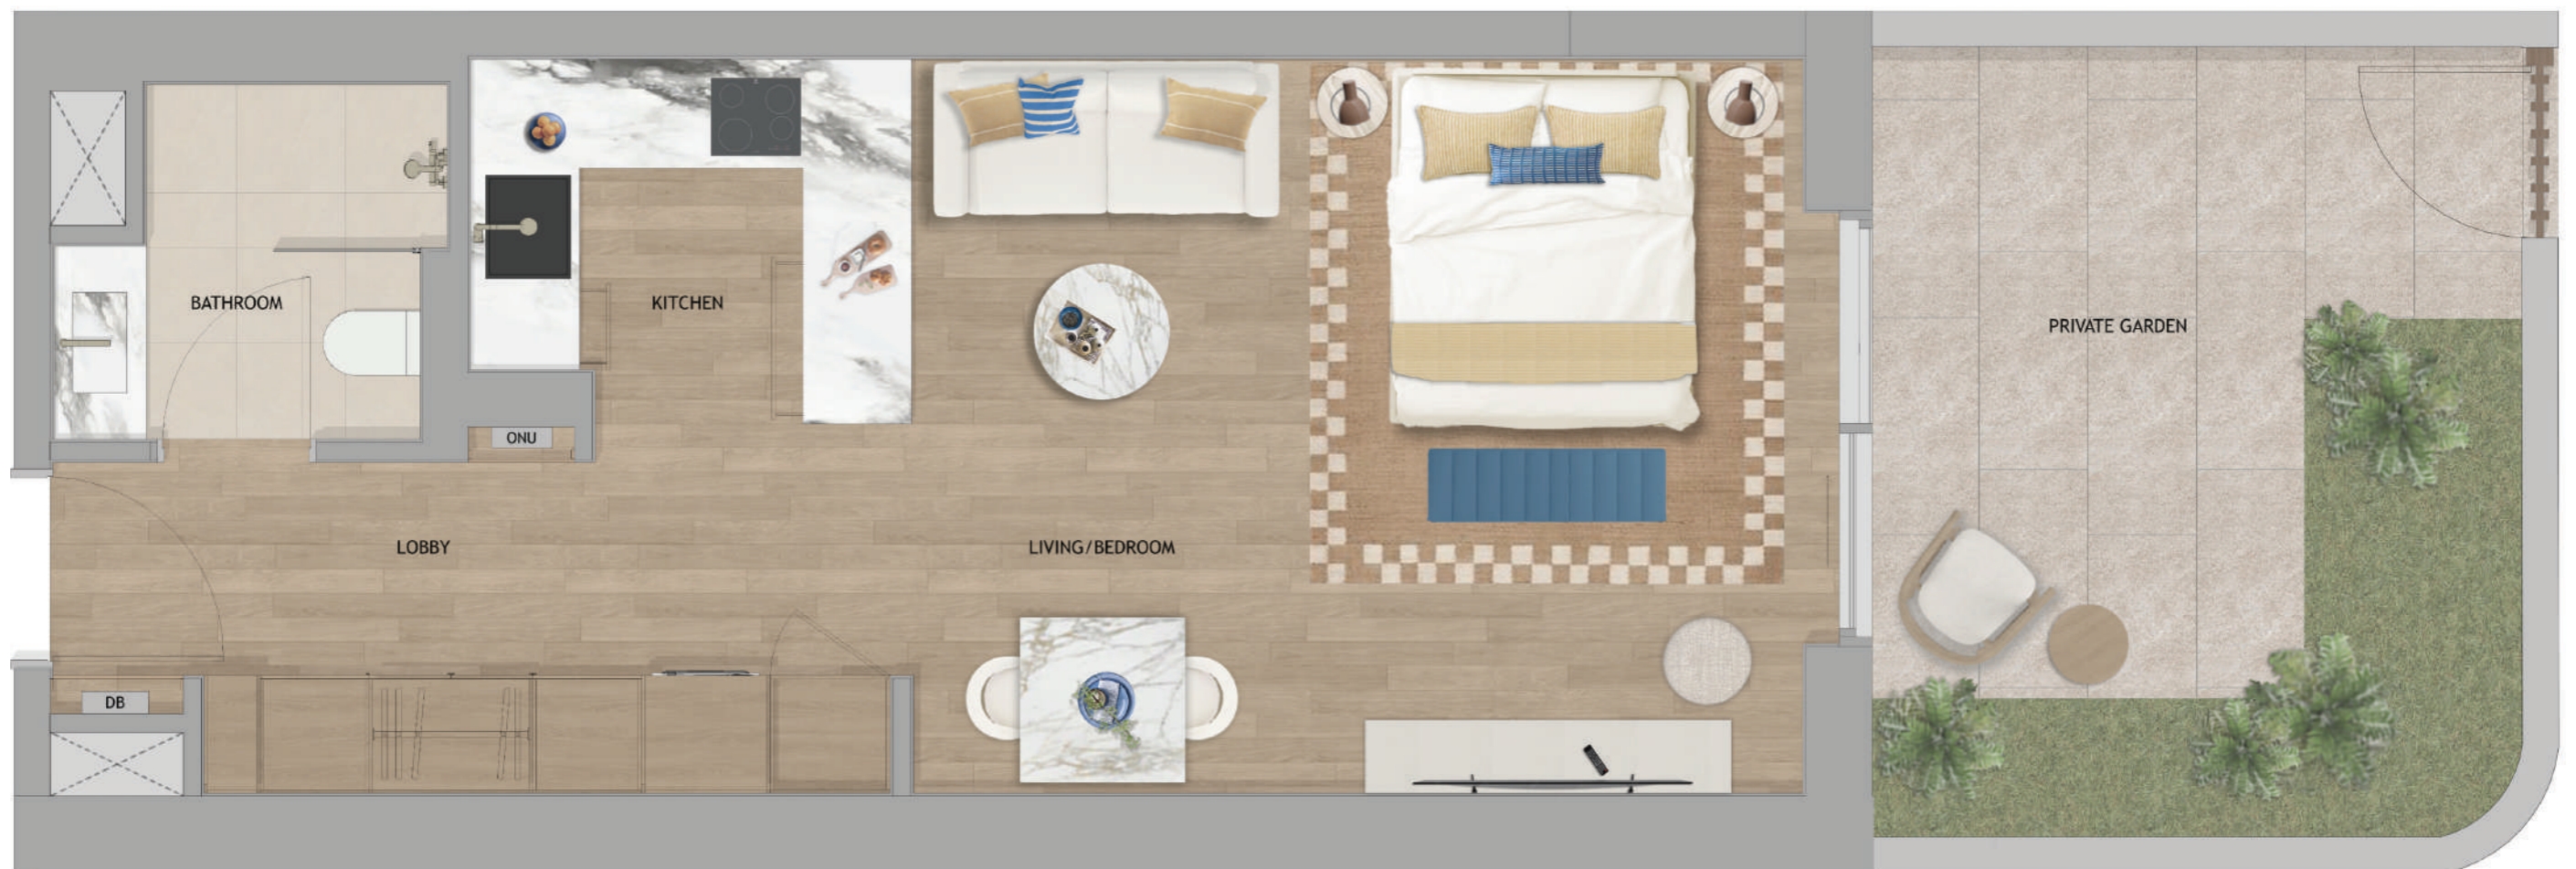 BATHROOM
KITCHEN
PRIVATE GARDEN
ONU
LOBBY
LIVING/BEDROOM
DB